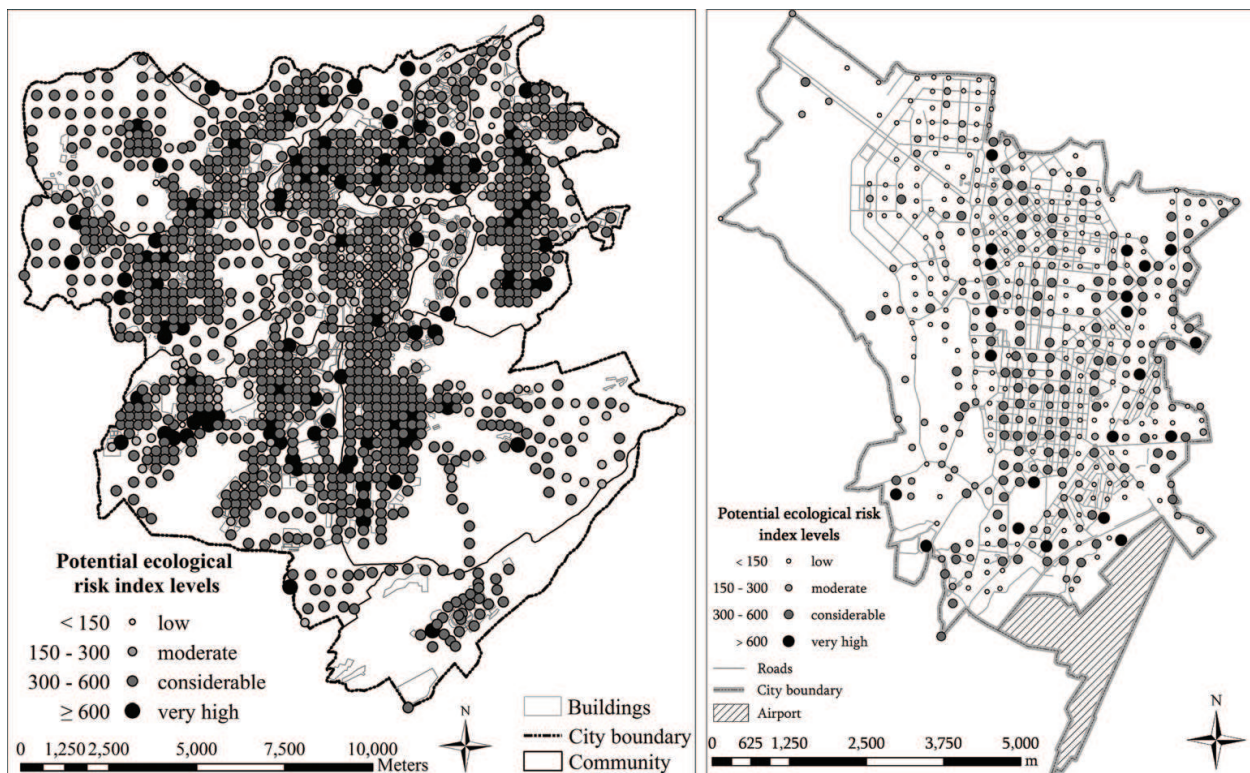 Potential ecological
risk index levels
< 150 low
150 - 300 moderate
300 - 600 considerable
≥ 600 very high
Buildings
City boundary
Community
N
0 1,250 2,500 5,000 7,500 10,000
Meters
Potential ecological risk
index levels
< 150 low
150 - 300 moderate
300 - 600 considerable
> 600 very high
Roads
City boundary
Airport
N
0 625 1,250 2,500 3,750 5,000
m